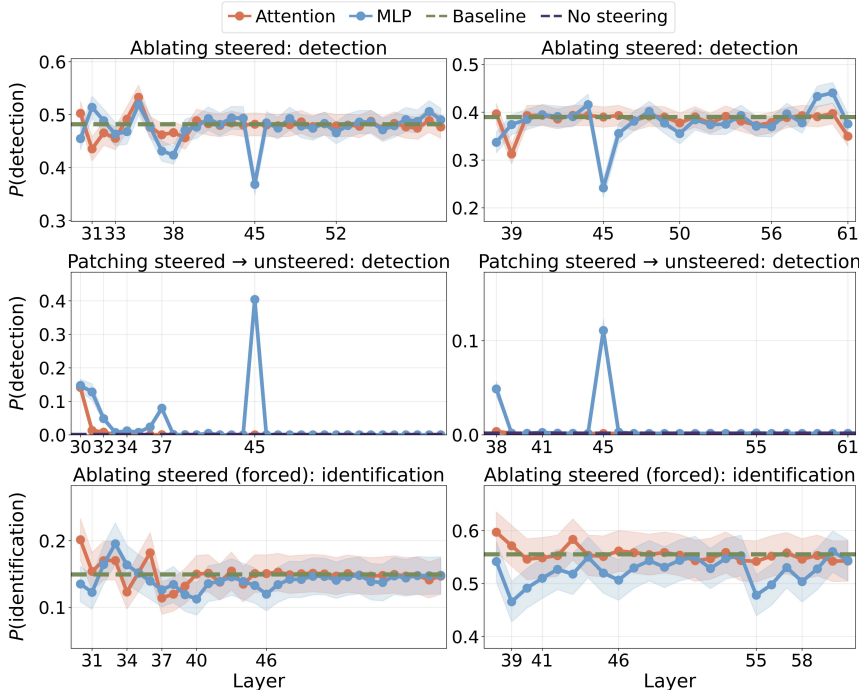 Attention MLP Baseline No steering
Ablating steered: detection
Ablating steered: detection
P(detection)
0.6
0.5
0.4
0.3
31 33 38 45 52
0.5
0.4
0.3
0.2
39 45 50 56 61
Patching steered → unsteered: detection
Patching steered → unsteered: detection
P(detection)
0.4
0.3
0.2
0.1
0.0
30 32 34 37 45
0.1
0.0
38 41 45 55 61
Ablating steered (forced): identification
Ablating steered (forced): identification
P(identification)
0.2
0.1
31 34 37 40 46
Layer
0.6
0.5
0.4
39 41 46 55 58
Layer